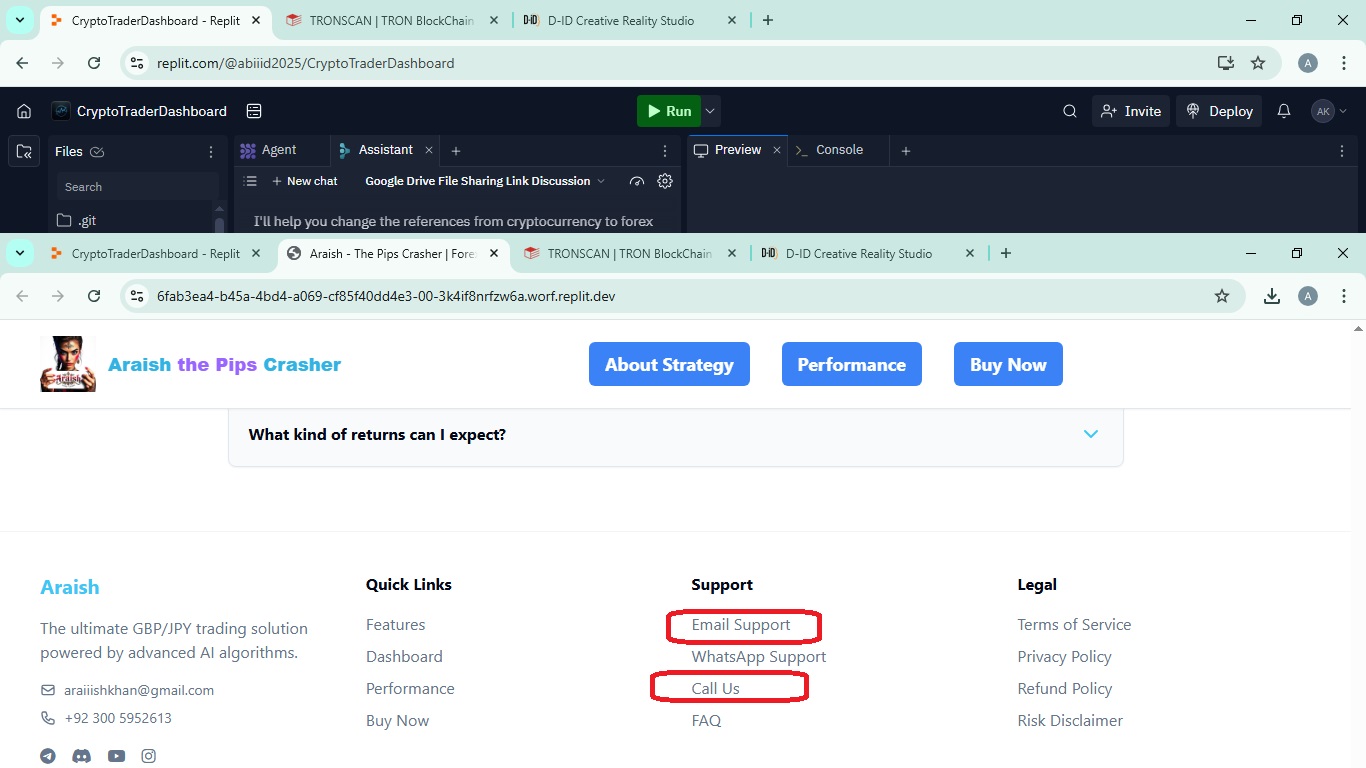 CryptoTraderDashboard - Replit
TRONSCAN | TRON BlockChain
D-ID D-ID Creative Reality Studio
replit.com/@abiiid2025/CryptoTraderDashboard
A
CryptoTraderDashboard
Run
Invite
Deploy
AK
Files
Agent
Assistant
Preview
Console
Search
New chat
Google Drive File Sharing Link Discussion
.git
I'll help you change the references from cryptocurrency to forex
CryptoTraderDashboard - Replit
Araish - The Pips Crasher | Fore
TRONSCAN | TRON BlockChain
D-ID D-ID Creative Reality Studio
6fab3ea4-b45a-4bd4-a069-cf85f40dd4e3-00-3k4if8nrfzw6a.worf.replit.dev
A
Araish
Araish the Pips Crasher
About Strategy
Performance
Buy Now
What kind of returns can I expect?
Araish
The ultimate GBP/JPY trading solution
powered by advanced AI algorithms.
araiiishkhan@gmail.com
+92 300 5952613
Quick Links
Features
Dashboard
Performance
Buy Now
Support
Email Support
WhatsApp Support
Call Us
FAQ
Legal
Terms of Service
Privacy Policy
Refund Policy
Risk Disclaimer